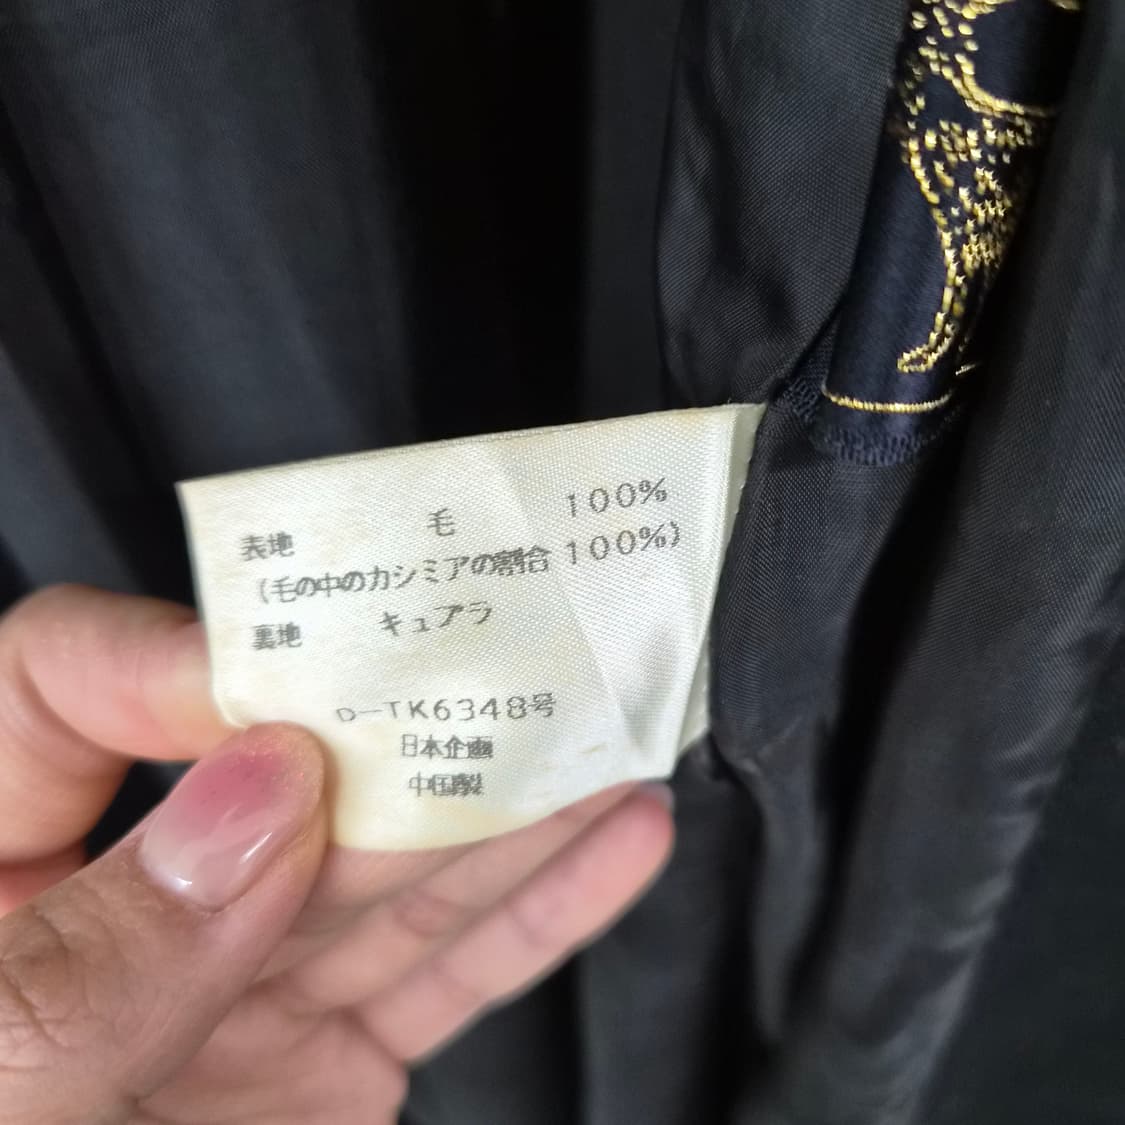 表地 毛 100%
(毛の中のカシミアの割合 100%)
裏地 キュプラ
D-TK6348号
日本企画
中国製